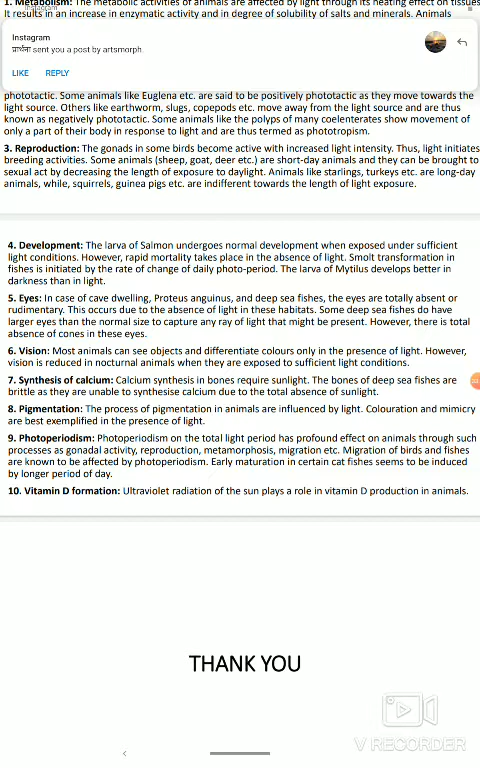 1. Metabolism: The metabolic activities of animals are affected by light through its heating effect on tissues
It results in an increase in enzymatic activity and in degree of solubility of salts and minerals. Animals
Instagram
Instagram
प्रार्थना sent you a post by artsmorph.
LIKE REPLY
phototactic. Some animals like Euglena etc. are said to be positively phototactic as they move towards the
light source. Others like earthworm, slugs, copepods etc. move away from the light source and are thus
known as negatively phototactic. Some animals like the polyps of many coelenterates show movement of
only a part of their body in response to light and are thus termed as phototropism.
3. Reproduction: The gonads in some birds become active with increased light intensity. Thus, light initiates
breeding activities. Some animals (sheep, goat, deer etc.) are short-day animals and they can be brought to
sexual act by decreasing the length of exposure to daylight. Animals like starlings, turkeys etc. are long-day
animals, while, squirrels, guinea pigs etc. are indifferent towards the length of light exposure.
4. Development: The larva of Salmon undergoes normal development when exposed under sufficient
light conditions. However, rapid mortality takes place in the absence of light. Smolt transformation in
fishes is initiated by the rate of change of daily photo-period. The larva of Mytilus develops better in
darkness than in light.
5. Eyes: In case of cave dwelling, Proteus anguinus, and deep sea fishes, the eyes are totally absent or
rudimentary. This occurs due to the absence of light in these habitats. Some deep sea fishes do have
larger eyes than the normal size to capture any ray of light that might be present. However, there is total
absence of cones in these eyes.
6. Vision: Most animals can see objects and differentiate colours only in the presence of light. However,
vision is reduced in nocturnal animals when they are exposed to sufficient light conditions.
7. Synthesis of calcium: Calcium synthesis in bones require sunlight. The bones of deep sea fishes are
brittle as they are unable to synthesise calcium due to the total absence of sunlight.
8. Pigmentation: The process of pigmentation in animals are influenced by light. Colouration and mimicry
are best exemplified in the presence of light.
9. Photoperiodism: Photoperiodism on the total light period has profound effect on animals through such
processes as gonadal activity, reproduction, metamorphosis, migration etc. Migration of birds and fishes
are known to be affected by photoperiodism. Early maturation in certain cat fishes seems to be induced
by longer period of day.
10. Vitamin D formation: Ultraviolet radiation of the sun plays a role in vitamin D production in animals.
THANK YOU
V RECORDER